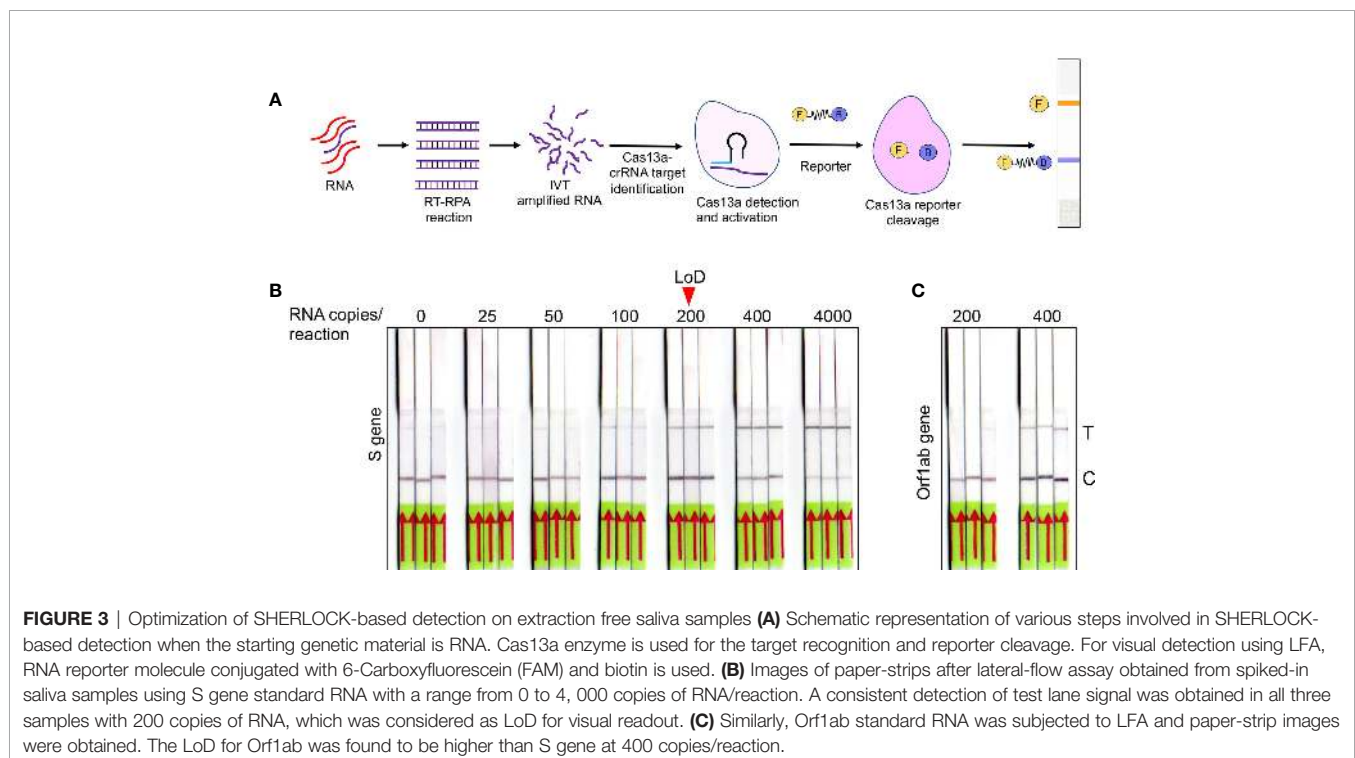 A
F B
F
F B
F B
RNA
RT-RPA
reaction
IVT
amplified RNA
Cas13a-
crRNA target
identification
Cas13a detection
and activation
Reporter
Cas13a reporter
cleavage
LoD
B
C
RNA copies/
reaction
0 25 50 100 200 400 4000
200 400
S gene
Orf1ab gene
T
C
FIGURE 3 | Optimization of SHERLOCK-based detection on extraction free saliva samples (A) Schematic representation of various steps involved in SHERLOCK-
based detection when the starting genetic material is RNA. Cas13a enzyme is used for the target recognition and reporter cleavage. For visual detection using LFA,
RNA reporter molecule conjugated with 6-Carboxyfluorescein (FAM) and biotin is used. (B) Images of paper-strips after lateral-flow assay obtained from spiked-in
saliva samples using S gene standard RNA with a range from 0 to 4, 000 copies of RNA/reaction. A consistent detection of test lane signal was obtained in all three
samples with 200 copies of RNA, which was considered as LoD for visual readout. (C) Similarly, Orf1ab standard RNA was subjected to LFA and paper-strip images
were obtained. The LoD for Orf1ab was found to be higher than S gene at 400 copies/reaction.